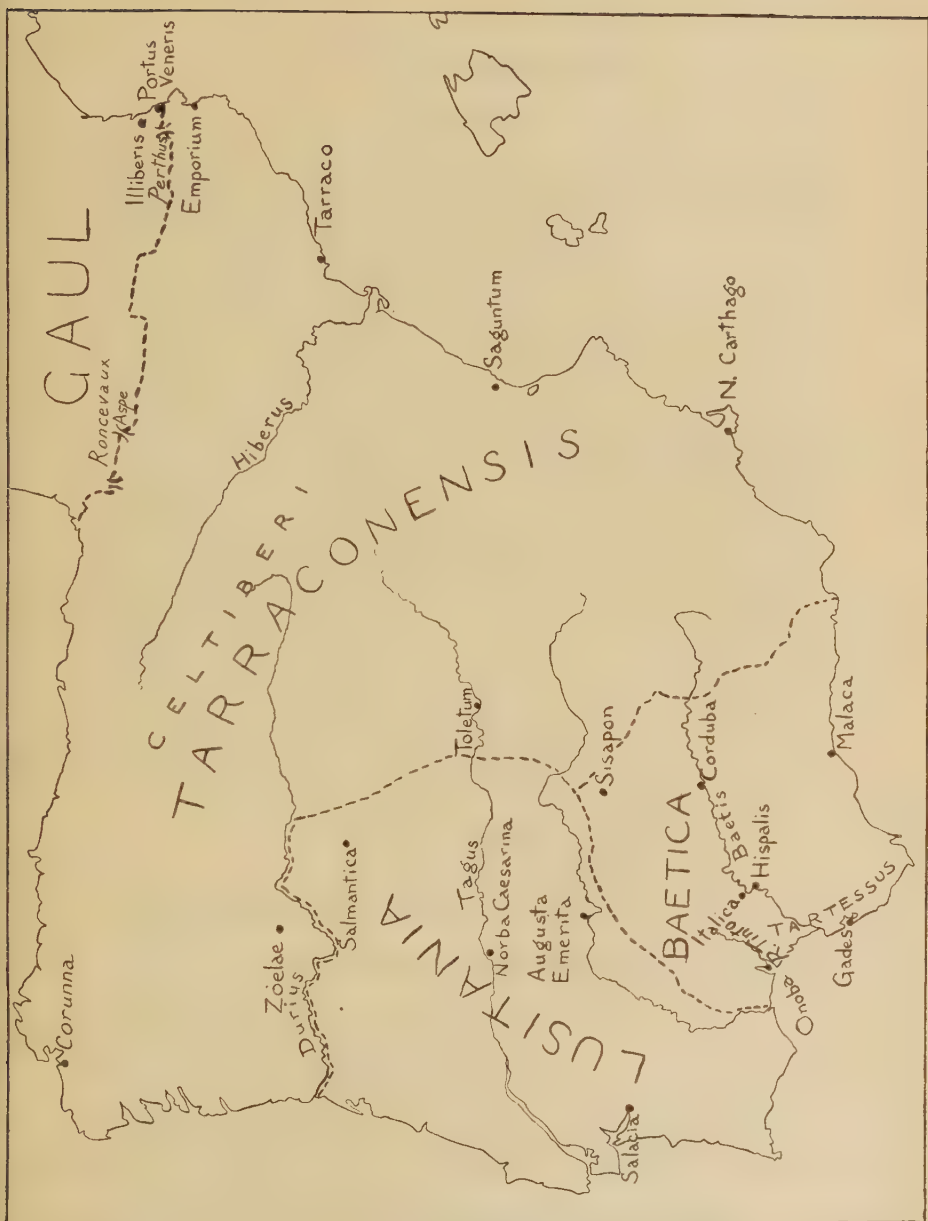 GAUL
Roncevaux
Aspe
Illiberis
Portus
Veneris
Perthus
Emporium
Corunna
Hiberus
CELTIBERI
TARRACONENSIS
Tarraco
Zoelae
Durius
Salmantica
Saguntum
Toletum
Tagus
Norba Caesarina
LUSITANIA
Augusta
Emerita
Sisapon
N. Carthago
BAETICA
Corduba
Baetis
Salacia
Italica
Hispalis
R. Tinto
Onoba
TARTESSUS
Gades
Malaca